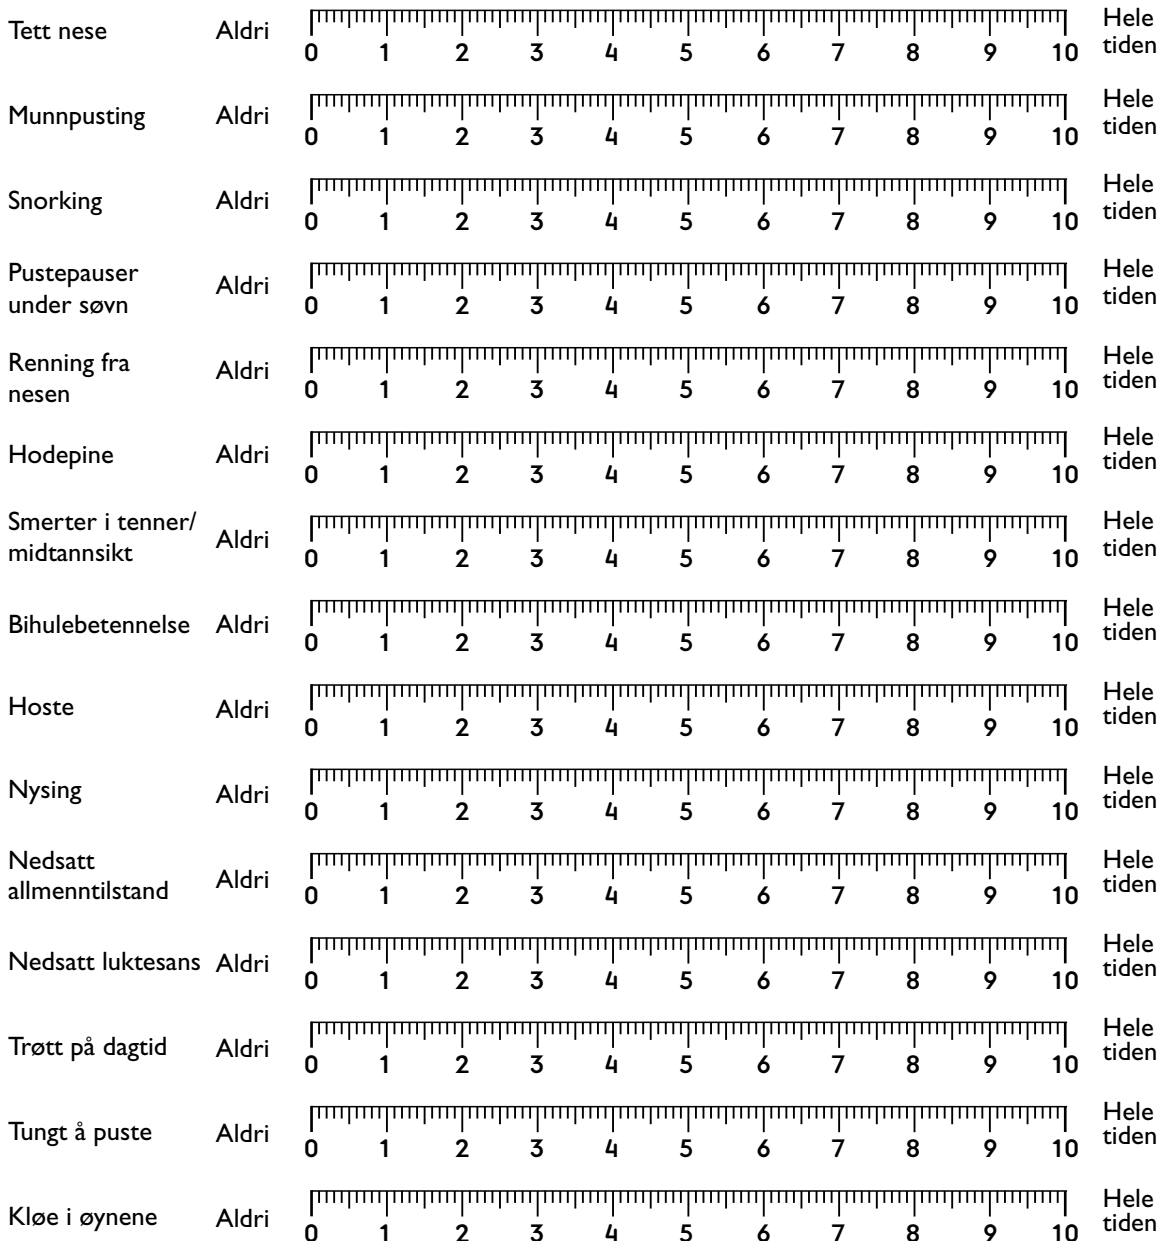 Tett nese Aldri Hele tiden
0 1 2 3 4 5 6 7 8 9 10
Munnpusting Aldri Hele tiden
0 1 2 3 4 5 6 7 8 9 10
Snorking Aldri Hele tiden
0 1 2 3 4 5 6 7 8 9 10
Pustepauser
under søvn Aldri Hele tiden
0 1 2 3 4 5 6 7 8 9 10
Renning fra
nesen Aldri Hele tiden
0 1 2 3 4 5 6 7 8 9 10
Hodepine Aldri Hele tiden
0 1 2 3 4 5 6 7 8 9 10
Smerter i tenner/
midtannsikt Aldri Hele tiden
0 1 2 3 4 5 6 7 8 9 10
Bihulebetennelse Aldri Hele tiden
0 1 2 3 4 5 6 7 8 9 10
Hoste Aldri Hele tiden
0 1 2 3 4 5 6 7 8 9 10
Nysing Aldri Hele tiden
0 1 2 3 4 5 6 7 8 9 10
Nedsatt
allmenntilstand Aldri Hele tiden
0 1 2 3 4 5 6 7 8 9 10
Nedsatt luktesans Aldri Hele tiden
0 1 2 3 4 5 6 7 8 9 10
Trøtt på dagtid Aldri Hele tiden
0 1 2 3 4 5 6 7 8 9 10
Tungt å puste Aldri Hele tiden
0 1 2 3 4 5 6 7 8 9 10
Kløe i øynene Aldri Hele tiden
0 1 2 3 4 5 6 7 8 9 10